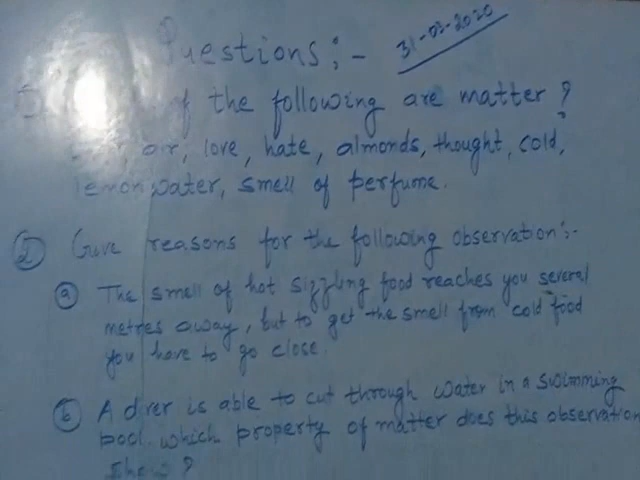 Questions :-
31-03-2020
of the following are matter ?
air, love, hate, almonds, thought, cold,
lemon water, smell of perfume.
② Give reasons for the following observation :-
ⓐ The smell of hot sizzling food reaches you several
metres away, but to get the smell from cold food
you have to go close.
ⓑ A diver is able to cut through water in a swimming
pool. which property of matter does this observation
show ?